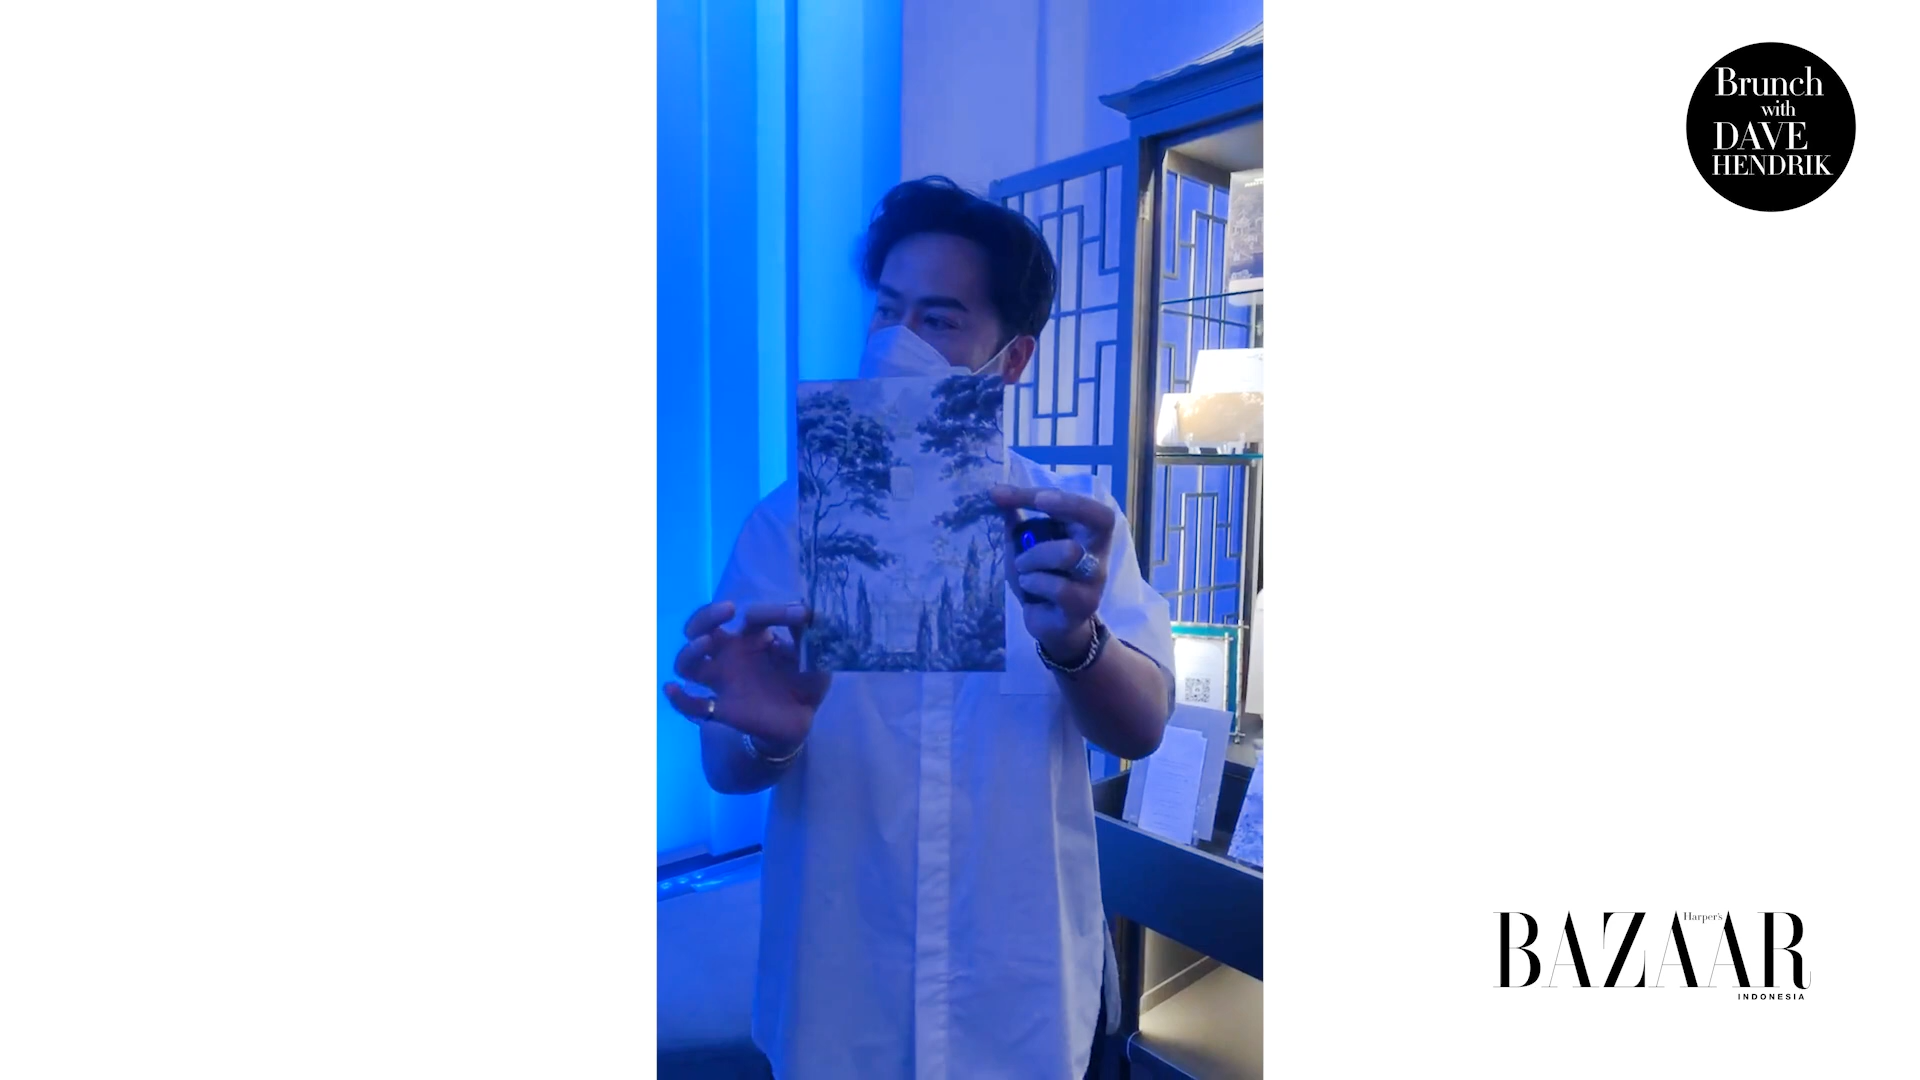 Brunch
with
DAVE
HENDRIK
Harper's
BAZAAR
INDONESIA